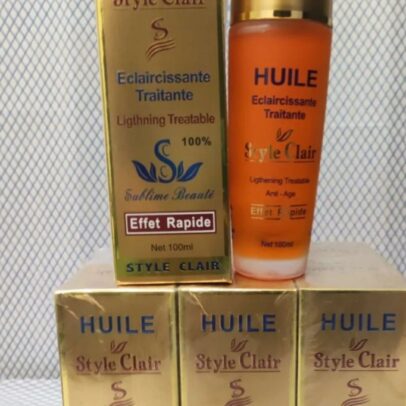 Style Clair
S
Eclaircissante
Traitante
Ligthning Treatable
100%
S
Sublime Beauté
Effet Rapide
Net 100ml
STYLE CLAIR
HUILE
Eclaircissante
Traitante
Style Clair
Ligthening Treatable
Anti - Age
Effet Rapide
Net 100ml
HUILE
Style Clair
S
HUILE
Style Clair
S
HUILE
Style Clair
S